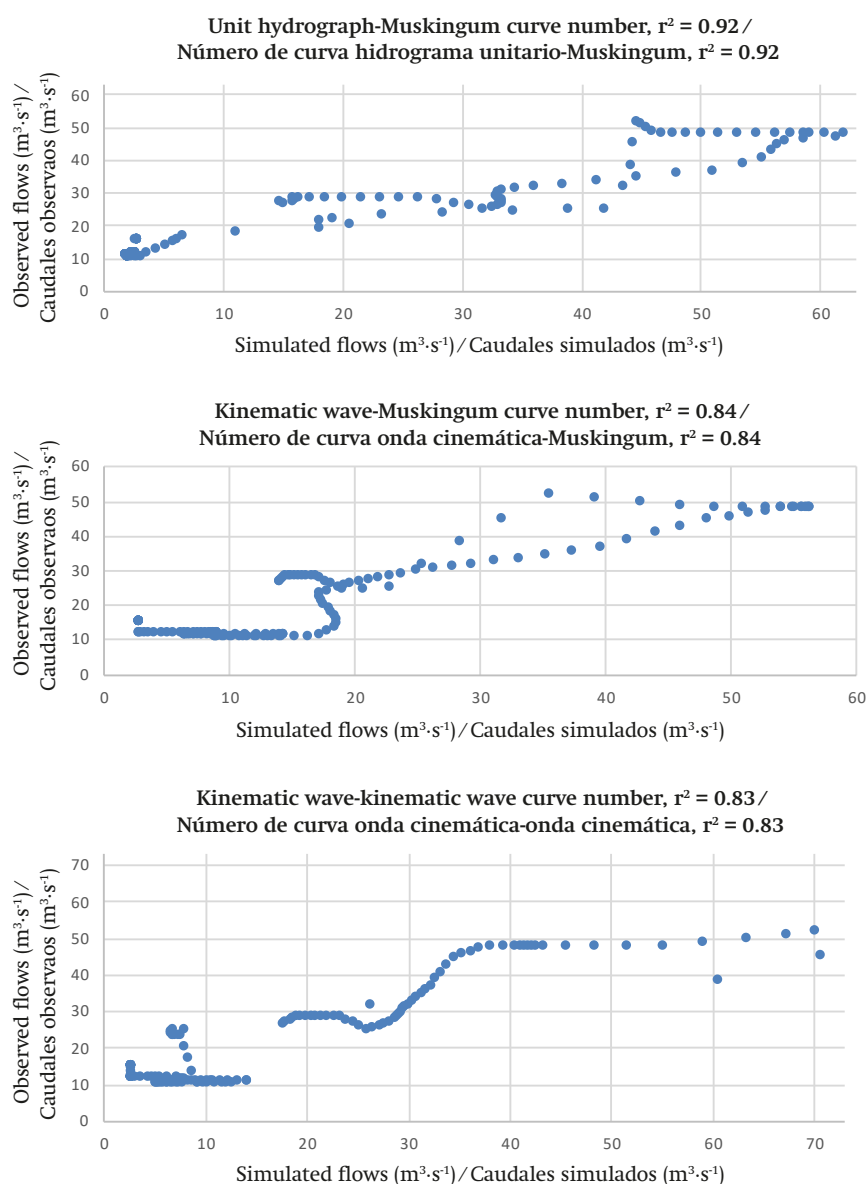 Unit hydrograph-Muskingum curve number, r² = 0.92 /
Número de curva hidrograma unitario-Muskingum, r² = 0.92
Observed flows (m³·s⁻¹) /
Caudales observaos (m³·s⁻¹)
60
50
40
30
20
10
0
0 10 20 30 40 50 60
Simulated flows (m³·s⁻¹) / Caudales simulados (m³·s⁻¹)
Kinematic wave-Muskingum curve number, r² = 0.84 /
Número de curva onda cinemática-Muskingum, r² = 0.84
Observed flows (m³·s⁻¹) /
Caudales observaos (m³·s⁻¹)
60
50
40
30
20
10
0
0 10 20 30 40 50 60
Simulated flows (m³·s⁻¹) / Caudales simulados (m³·s⁻¹)
Kinematic wave-kinematic wave curve number, r² = 0.83 /
Número de curva onda cinemática-onda cinemática, r² = 0.83
Observed flows (m³·s⁻¹) /
Caudales observaos (m³·s⁻¹)
70
60
50
40
30
20
10
0
0 10 20 30 40 50 60 70
Simulated flows (m³·s⁻¹) / Caudales simulados (m³·s⁻¹)